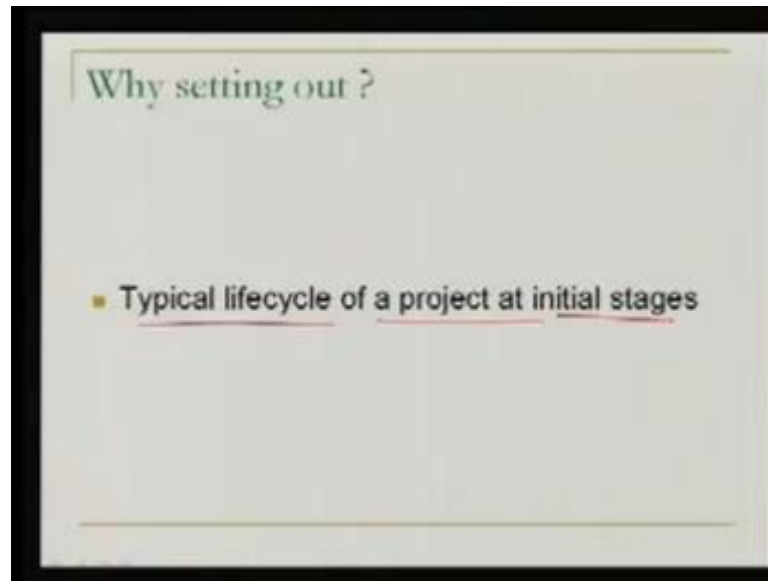 Why setting out ?
Typical lifecycle of a project at initial stages